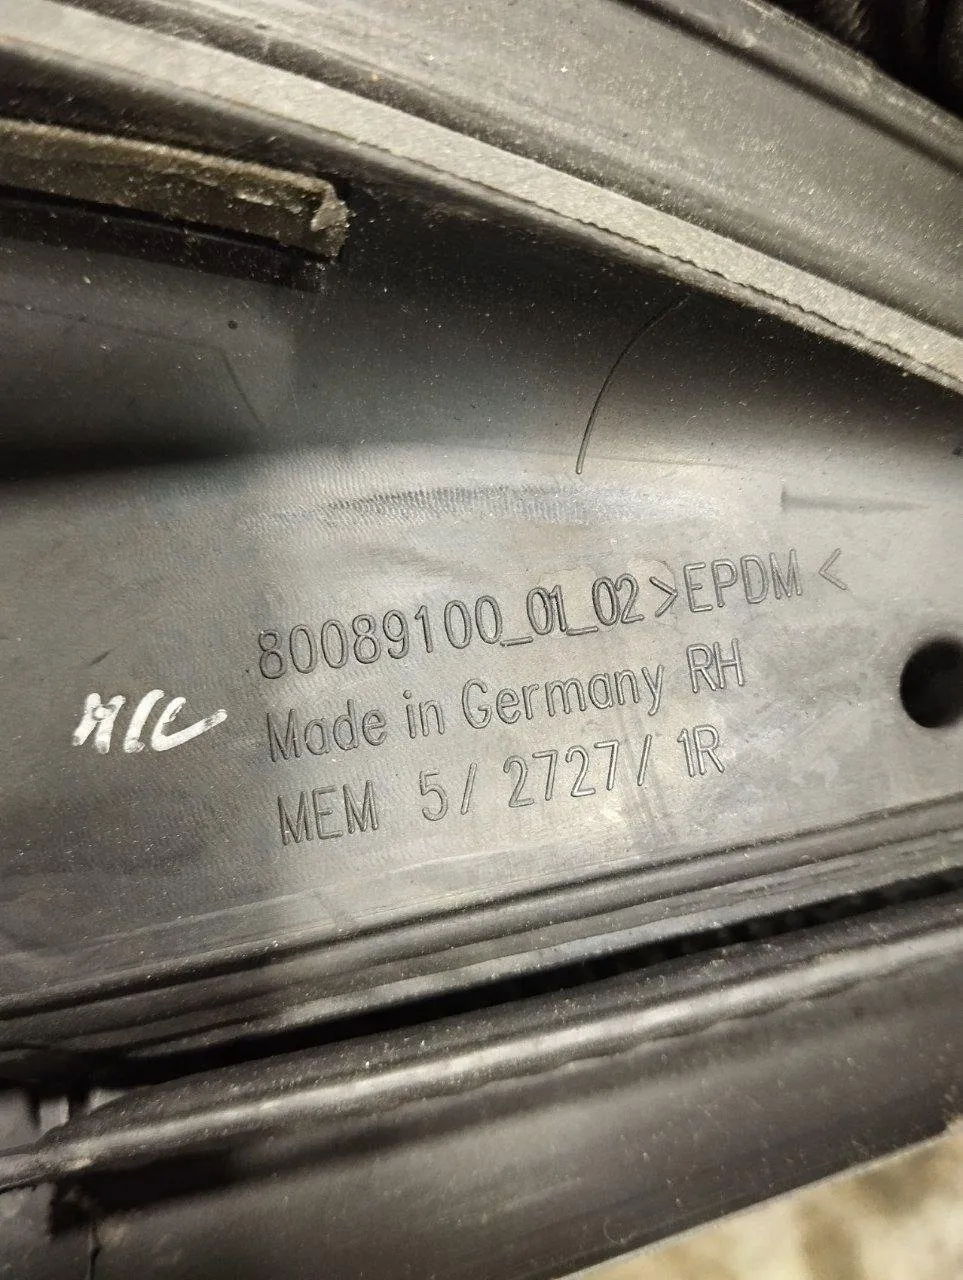 80089100_01_02 >EPDM<
Made in Germany RH
MEM 5/ 2727/ 1R